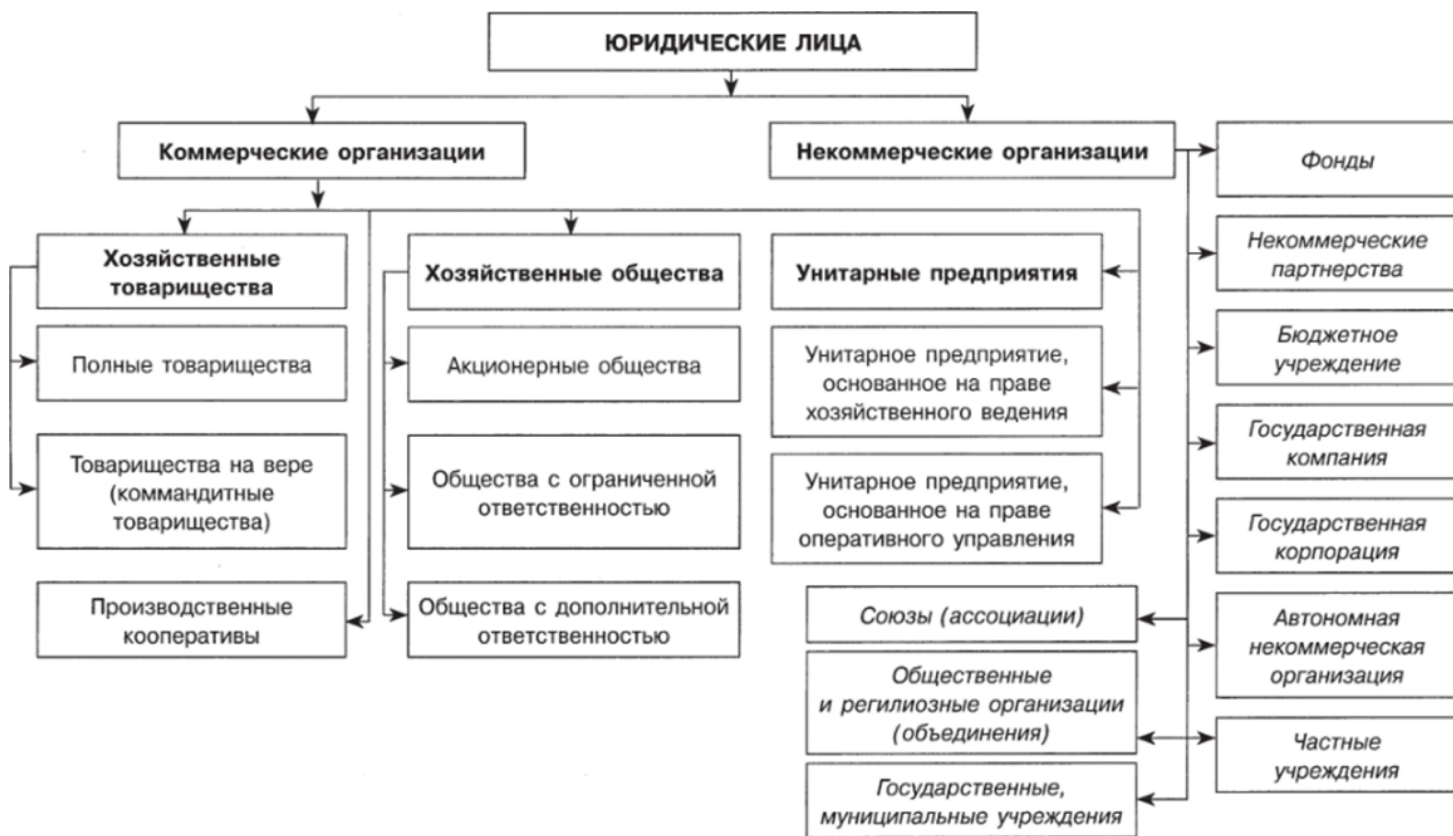 ЮРИДИЧЕСКИЕ ЛИЦА
Коммерческие организации
Некоммерческие организации
Хозяйственные
товарищества
Полные товарищества
Товарищества на вере
(коммандитные
товарищества)
Производственные
кооперативы
Хозяйственные общества
Акционерные общества
Общества с ограниченной
ответственностью
Общества с дополнительной
ответственностью
Унитарные предприятия
Унитарное предприятие,
основанное на праве
хозяйственного ведения
Унитарное предприятие,
основанное на праве
оперативного управления
Союзы (ассоциации)
Общественные
и регилиозные организации
(объединения)
Государственные,
муниципальные учреждения
Фонды
Некоммерческие
партнерства
Бюджетное
учреждение
Государственная
компания
Государственная
корпорация
Автономная
некоммерческая
организация
Частные
учреждения